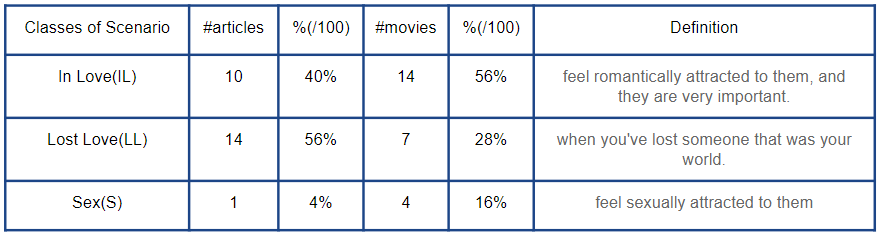 Classes of Scenario #articles %(/100) #movies %(/100) Definition
In Love(IL) 10 40% 14 56% feel romantically attracted to them, and
they are very important.
Lost Love(LL) 14 56% 7 28% when you've lost someone that was your
world.
Sex(S) 1 4% 4 16% feel sexually attracted to them